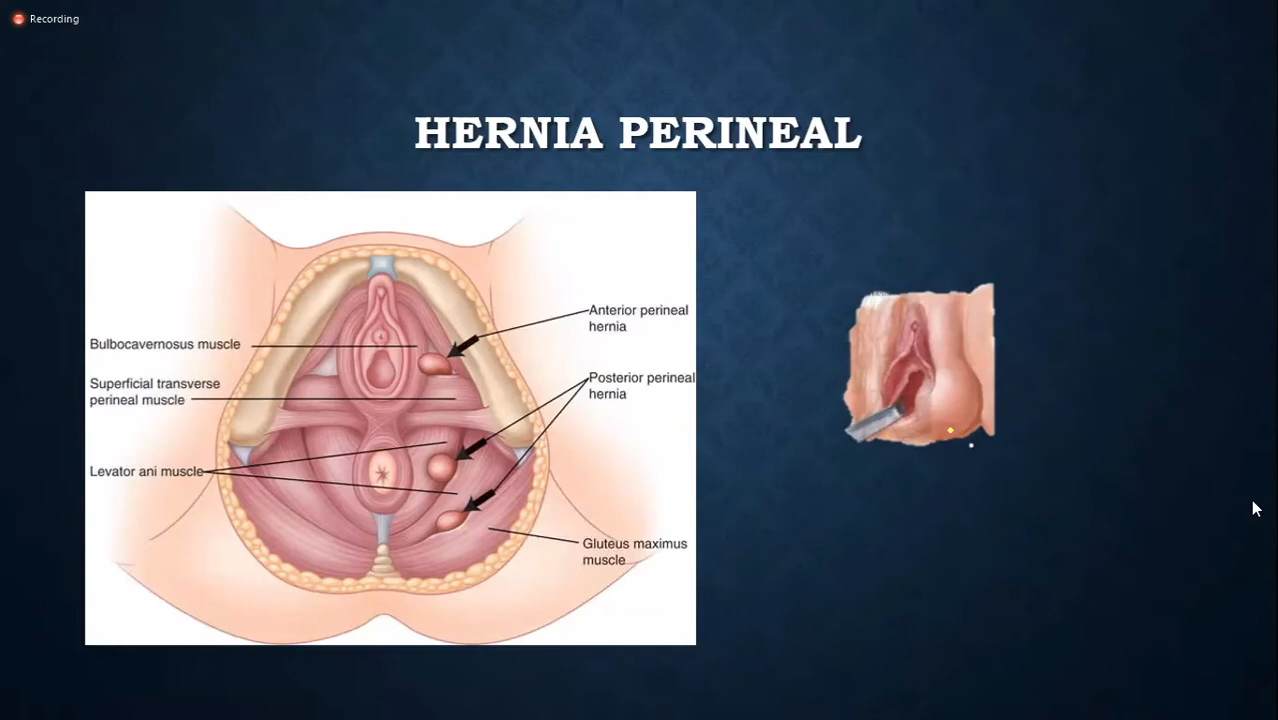 Recording
HERNIA PERINEAL
Anterior perineal
hernia
Bulbocavernosus muscle
Superficial transverse
perineal muscle
Posterior perineal
hernia
Levator ani muscle
Gluteus maximus
muscle